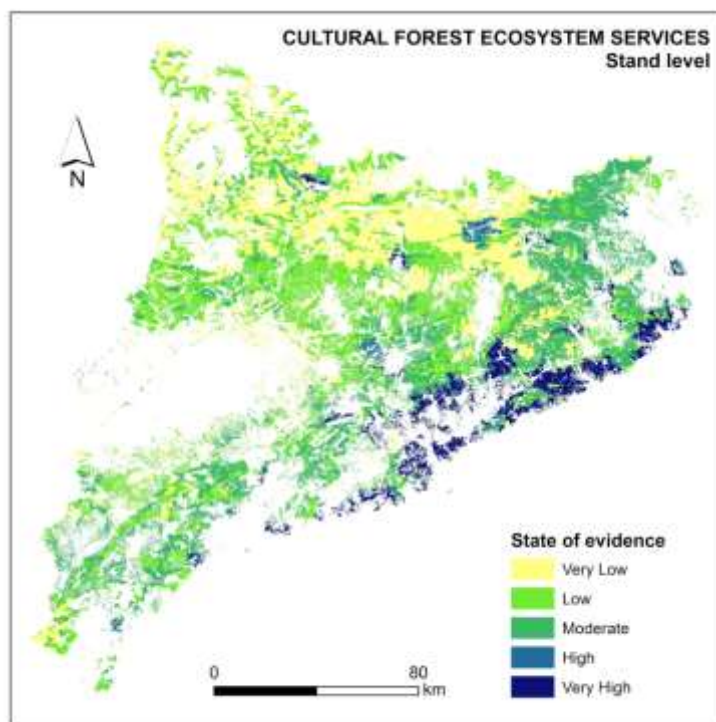 CULTURAL FOREST ECOSYSTEM SERVICES
Stand level
N
State of evidence
Very Low
Low
Moderate
High
Very High
0 80
km